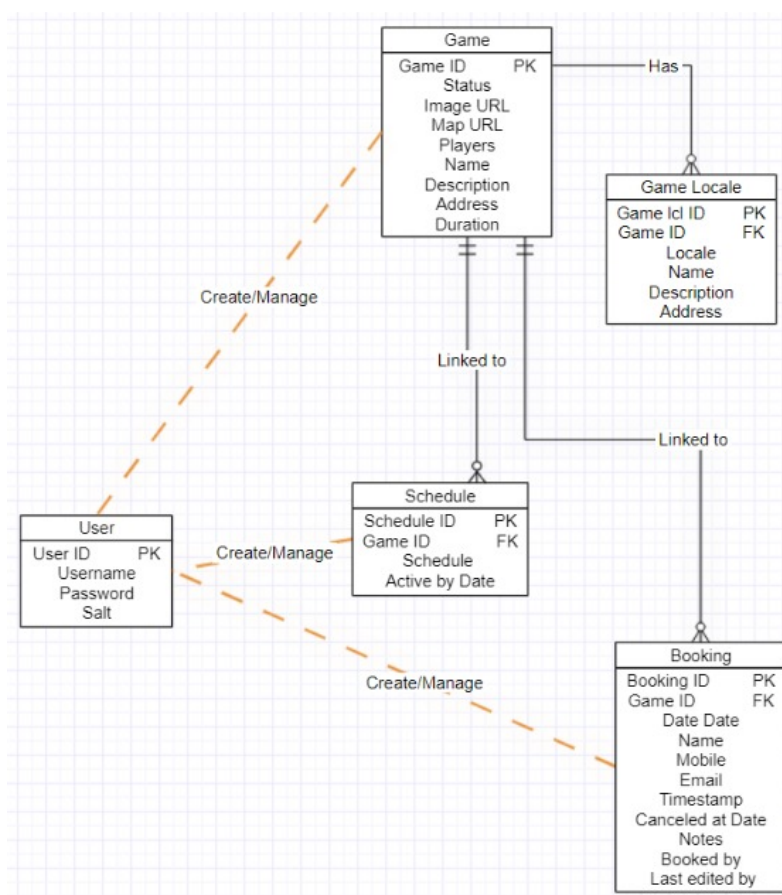 Game
Game ID PK
Status
Image URL
Map URL
Players
Name
Description
Address
Duration
Has
Game Locale
Game lcl ID PK
Game ID FK
Locale
Name
Description
Address
Create/Manage
Linked to
Linked to
Schedule
Schedule ID PK
Game ID FK
Schedule
Active by Date
User
User ID PK
Username
Password
Salt
Create/Manage
Create/Manage
Booking
Booking ID PK
Game ID FK
Date Date
Name
Mobile
Email
Timestamp
Canceled at Date
Notes
Booked by
Last edited by